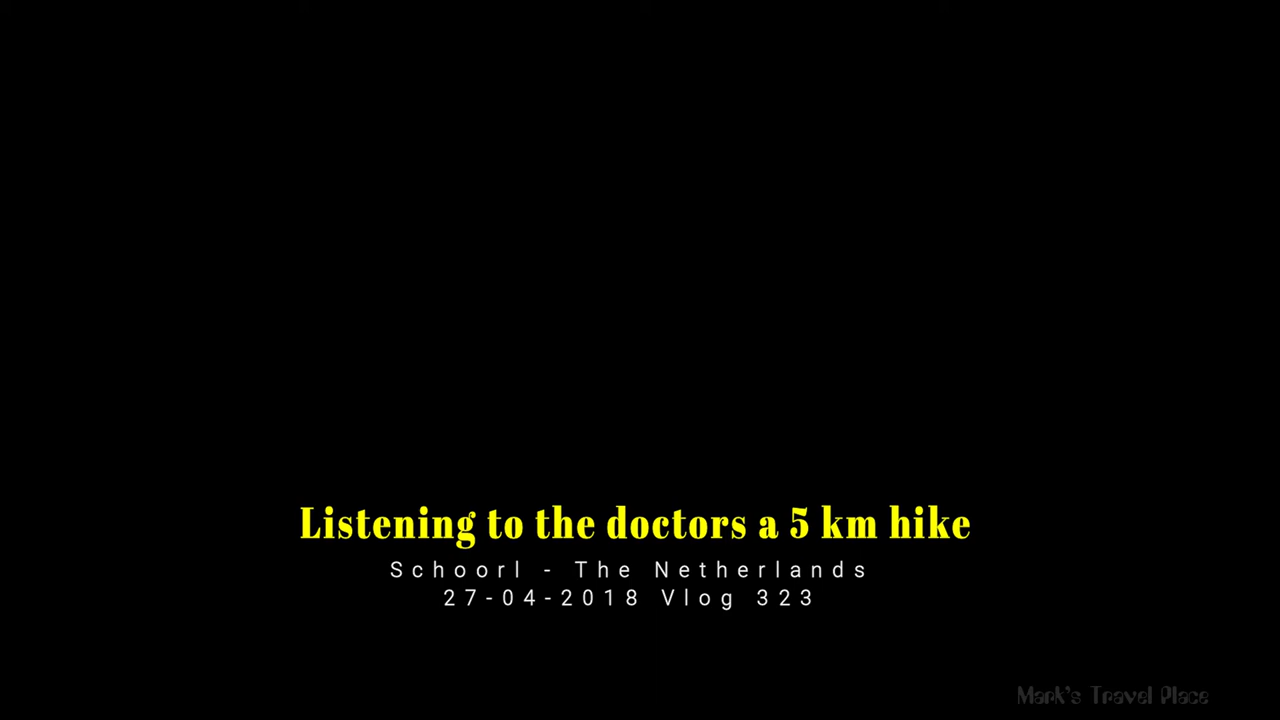 Listening to the doctors a 5 km hike
Schoorl - The Netherlands
27-04-2018 Vlog 323
Mark's Travel Place